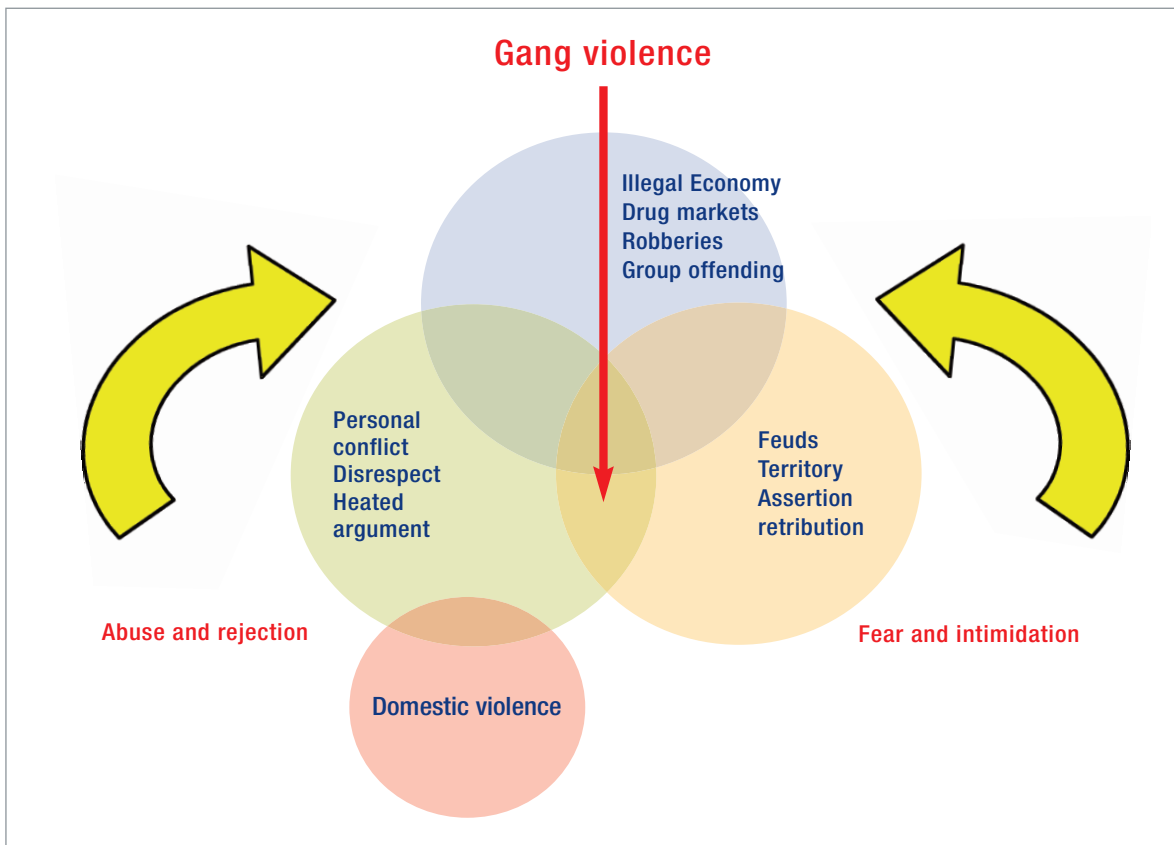 Gang violence
Illegal Economy
Drug markets
Robberies
Group offending
Personal
conflict
Disrespect
Heated
argument
Feuds
Territory
Assertion
retribution
Abuse and rejection
Fear and intimidation
Domestic violence